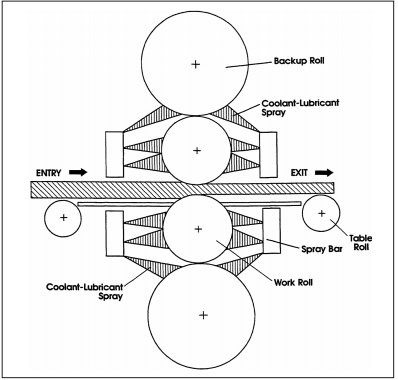 Backup Roll
Coolant-Lubricant
Spray
ENTRY
EXIT
Table
Roll
Spray Bar
Coolant-Lubricant
Spray
Work Roll